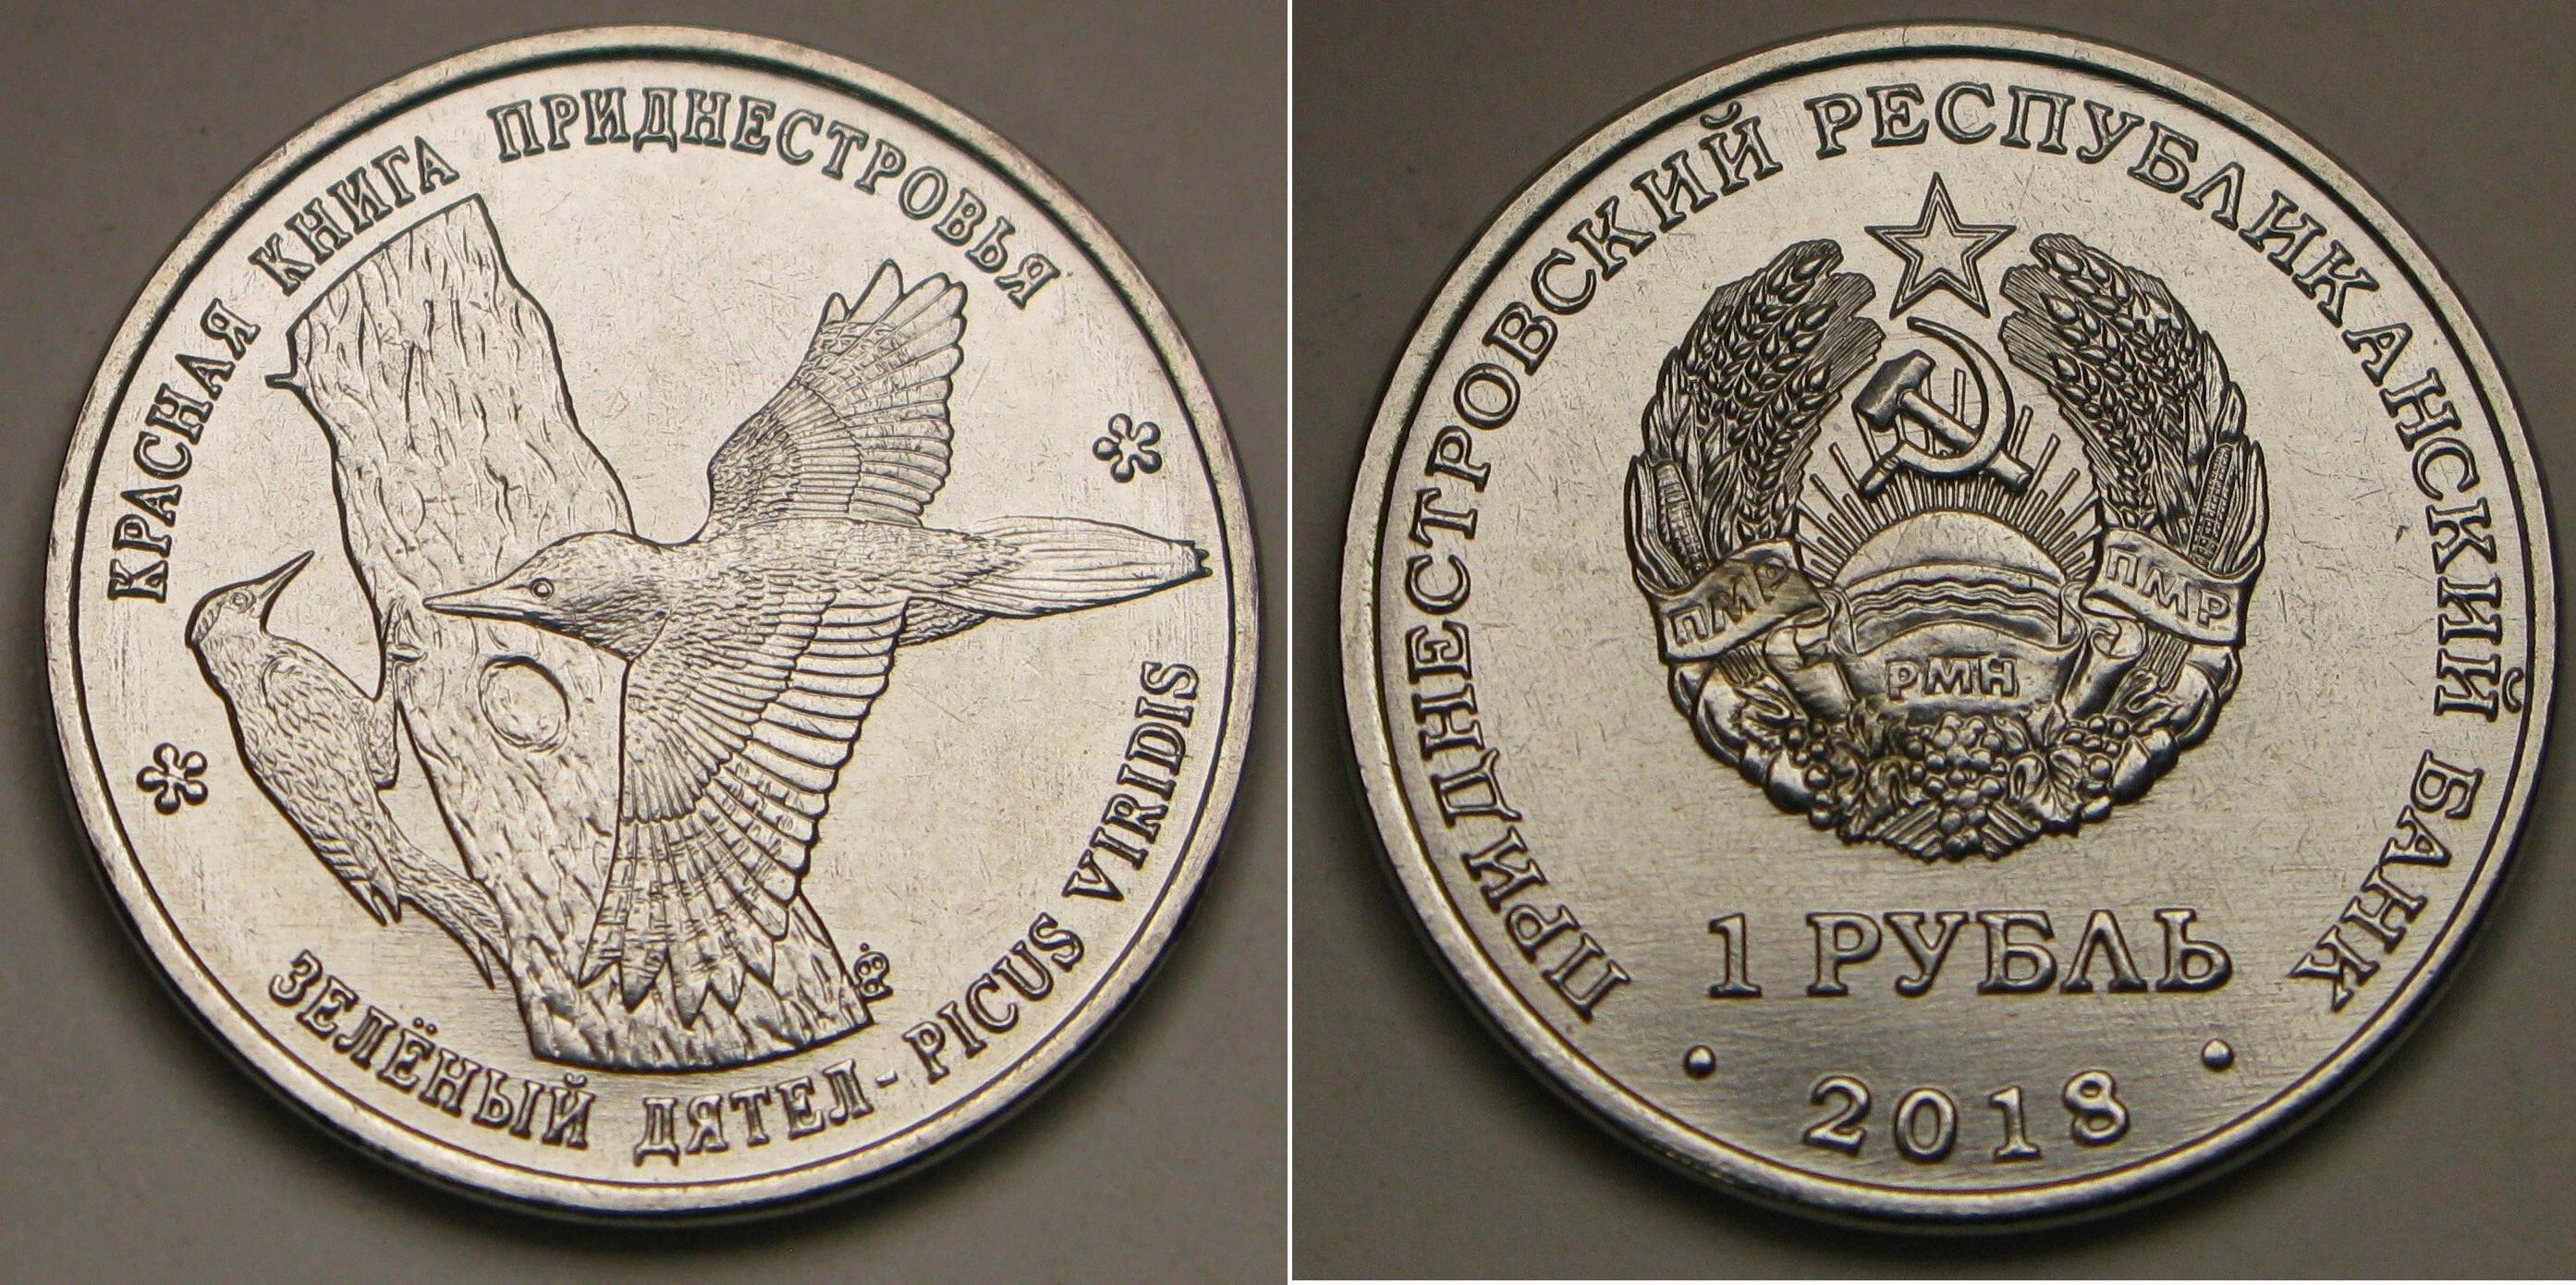 КРАСНАЯ КНИГА ПРИДНЕСТРОВЬЯ
ЗЕЛЁНЫЙ ДЯТЕЛ - PICUS VIRIDIS
ПРИДНЕСТРОВСКИЙ РЕСПУБЛИКАНСКИЙ БАНК
ПМР
ПМР
РМН
1 РУБЛЬ
• 2018 •